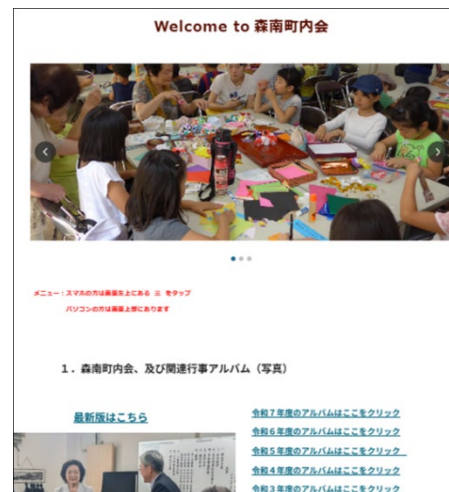 Welcome to 森南町内会
メニュー：スマホの方は画面左上にある ☰ をタップ
パソコンの方は画面上部にあります
１．森南町内会、及び関連行事アルバム（写真）
最新版はこちら
令和７年度のアルバムはここをクリック
令和６年度のアルバムはここをクリック
令和５年度のアルバムはここをクリック
令和４年度のアルバムはここをクリック
令和３年度のアルバムはここをクリック